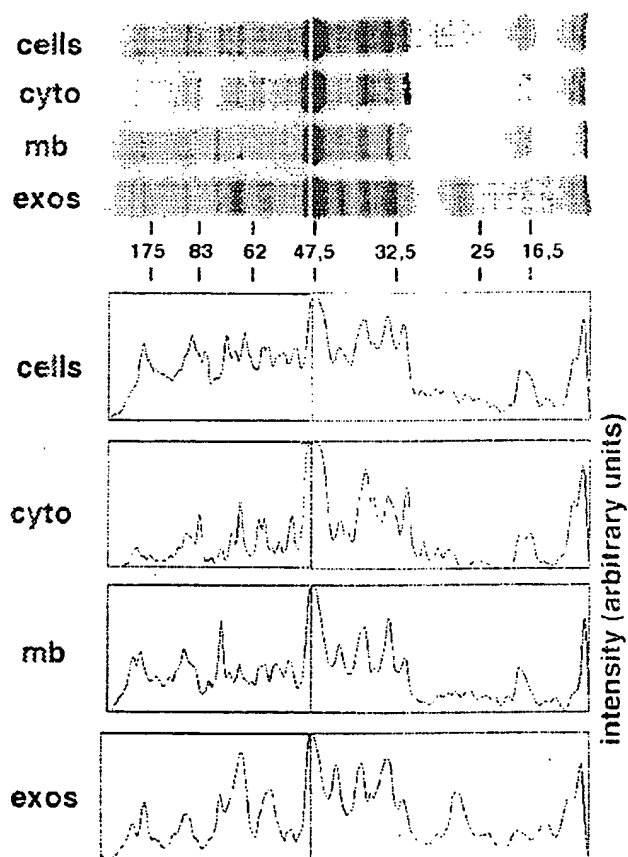 cells
cyto
mb
exos
175 83 62 47,5 32,5 25 16,5
cells
cyto
mb
exos
intensity (arbitrary units)